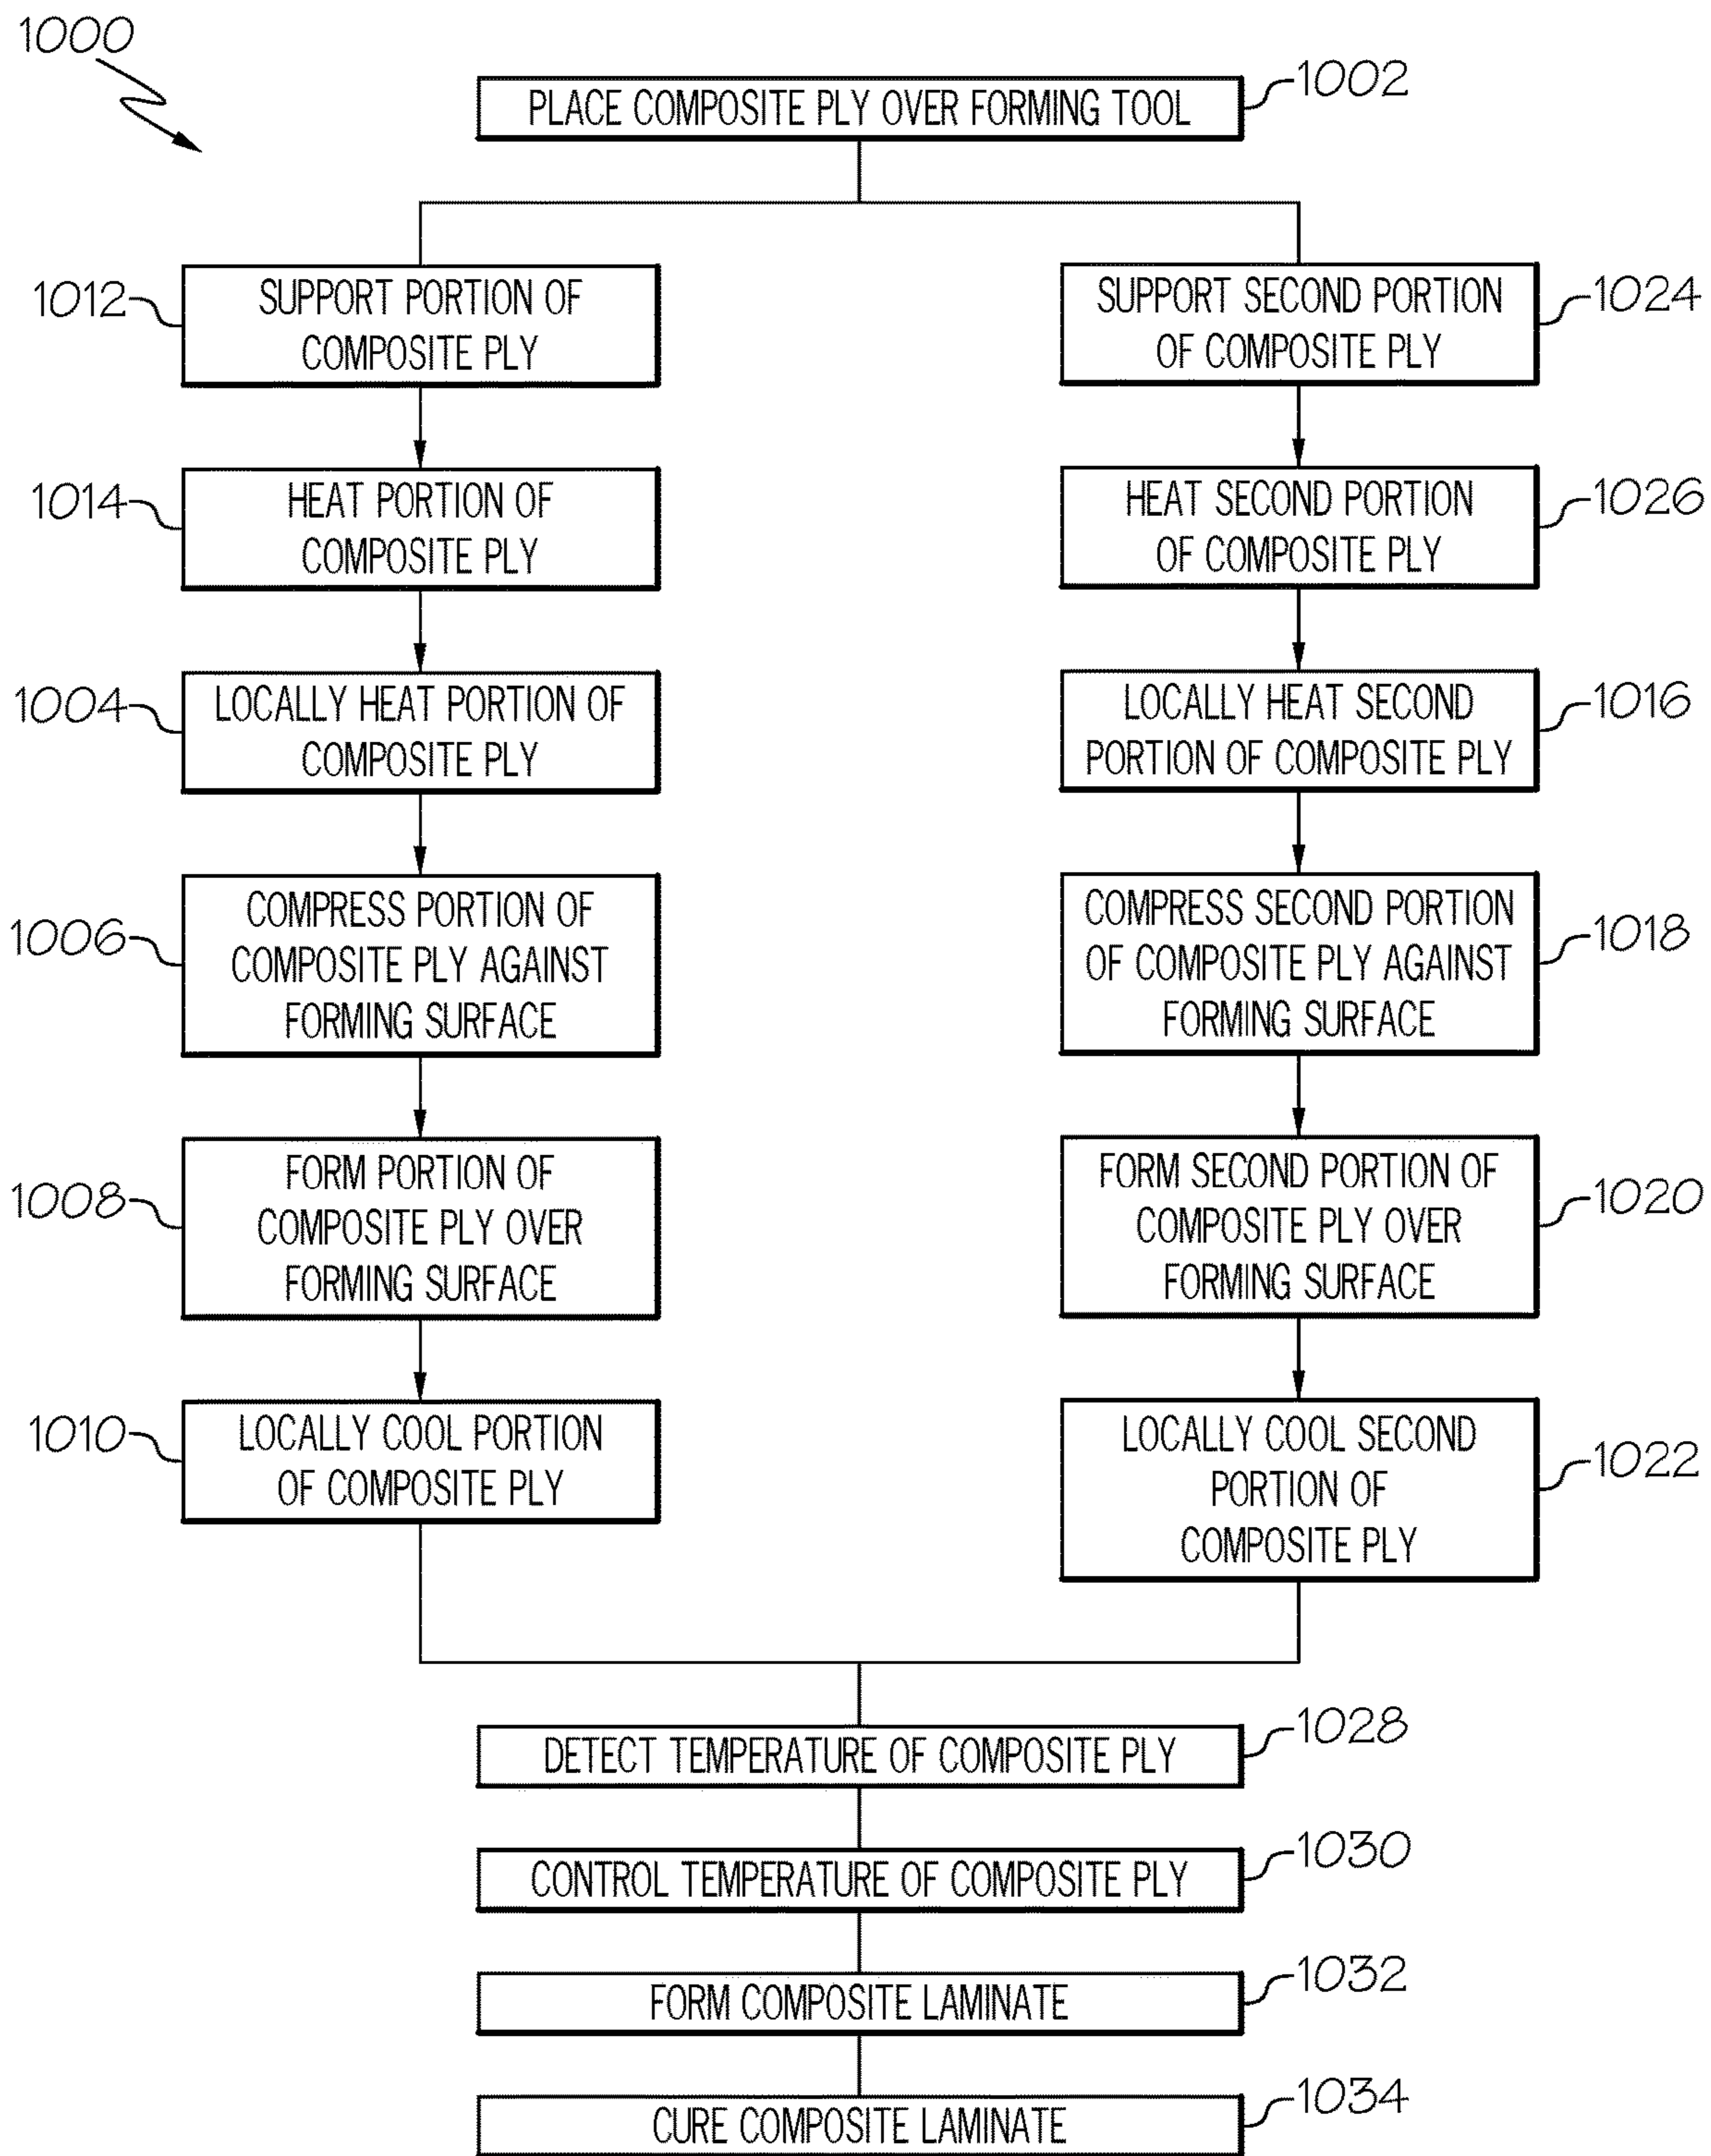 1000
PLACE COMPOSITE PLY OVER FORMING TOOL
1002
1012
SUPPORT PORTION OF
COMPOSITE PLY
SUPPORT SECOND PORTION
OF COMPOSITE PLY
1024
1014
HEAT PORTION OF
COMPOSITE PLY
HEAT SECOND PORTION
OF COMPOSITE PLY
1026
1004
LOCALLY HEAT PORTION OF
COMPOSITE PLY
LOCALLY HEAT SECOND
PORTION OF COMPOSITE PLY
1016
1006
COMPRESS PORTION OF
COMPOSITE PLY AGAINST
FORMING SURFACE
COMPRESS SECOND PORTION
OF COMPOSITE PLY AGAINST
FORMING SURFACE
1018
1008
FORM PORTION OF
COMPOSITE PLY OVER
FORMING SURFACE
FORM SECOND PORTION OF
COMPOSITE PLY OVER
FORMING SURFACE
1020
1010
LOCALLY COOL PORTION
OF COMPOSITE PLY
LOCALLY COOL SECOND
PORTION OF
COMPOSITE PLY
1022
DETECT TEMPERATURE OF COMPOSITE PLY
1028
CONTROL TEMPERATURE OF COMPOSITE PLY
1030
FORM COMPOSITE LAMINATE
1032
CURE COMPOSITE LAMINATE
1034